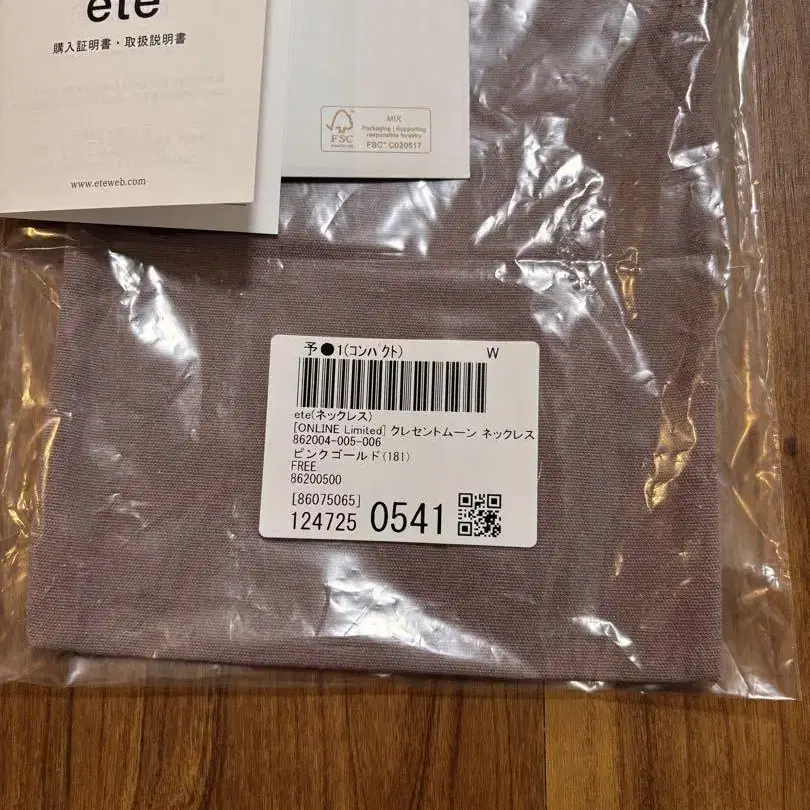 ete
購入証明書・取扱説明書
www.eteweb.com
FSC
MIX
Packaging | Supporting
responsible forestry
FSC™ C020517
予●1(コンパクト) W
ete(ネックレス)
[ONLINE Limited] クレセントムーン ネックレス
862004-005-006
ピンクゴールド(181)
FREE
86200500
[86075065]
124725 0541